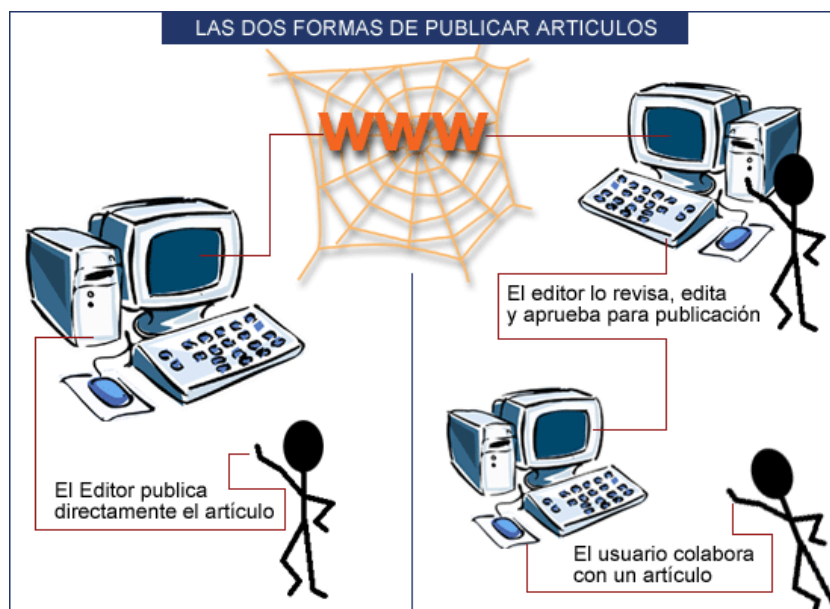 LAS DOS FORMAS DE PUBLICAR ARTICULOS
www
El Editor publica
directamente el artículo
El editor lo revisa, edita
y aprueba para publicación
El usuario colabora
con un artículo